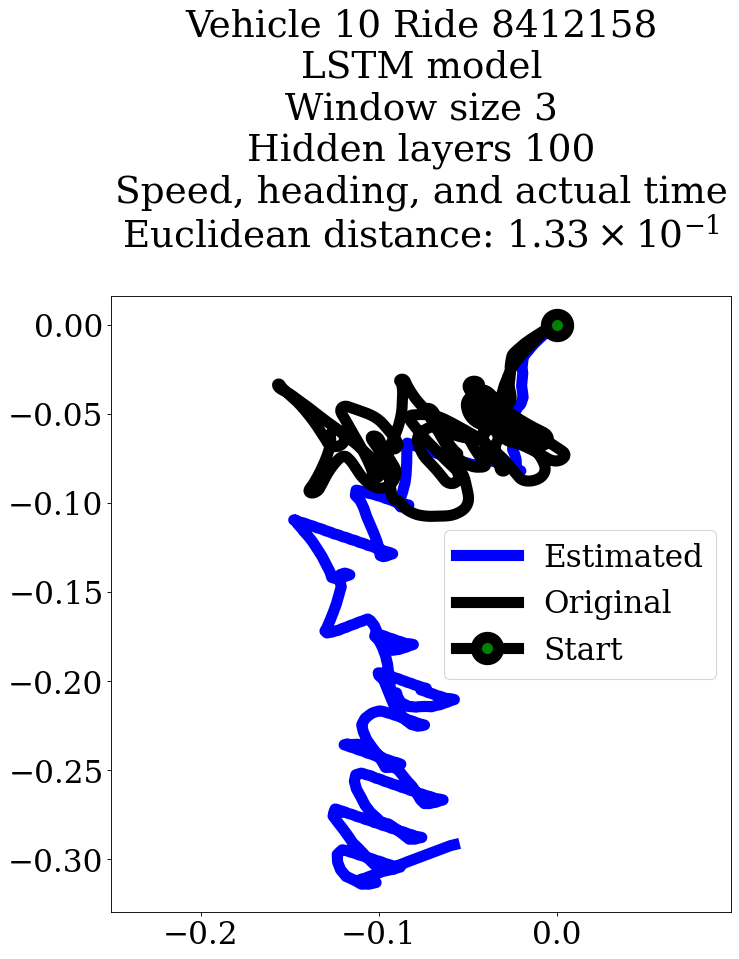 Vehicle 10 Ride 8412158
LSTM model
Window size 3
Hidden layers 100
Speed, heading, and actual time
Euclidean distance: 1.33 × 10⁻¹
0.00
−0.05
−0.10
−0.15
−0.20
−0.25
−0.30
Estimated
Original
Start
−0.2
−0.1
0.0